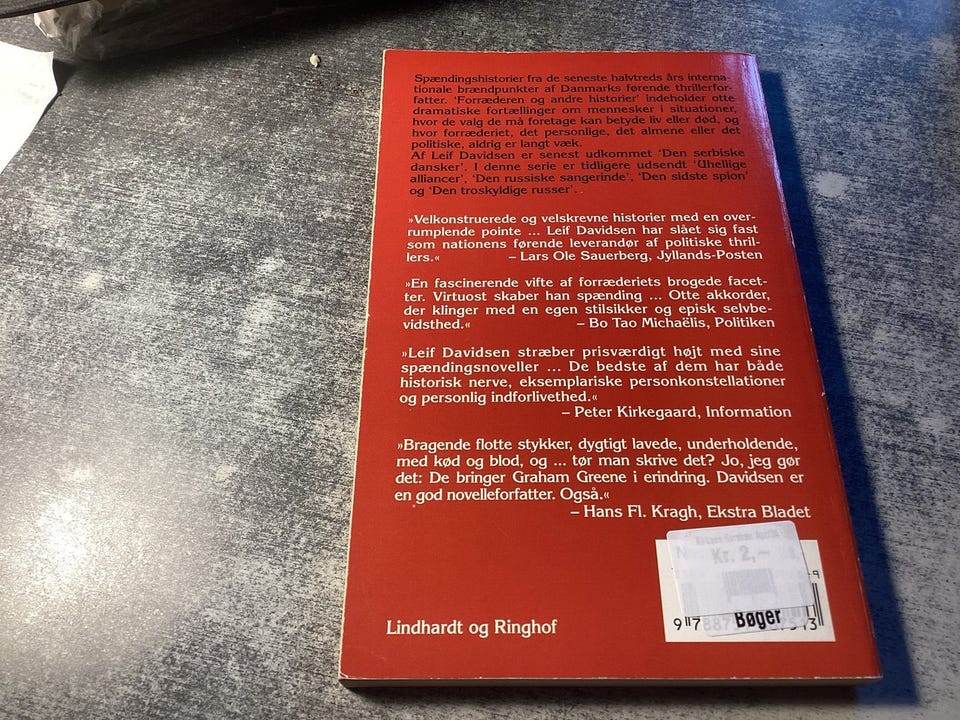 Spændingshistorier fra de seneste halvtreds års interna-
tionale brændpunkter af Danmarks førende thrillerfor-
fatter. 'Forræderen og andre historier' indeholder otte
dramatiske fortællinger om mennesker i situationer,
hvor de valg de må foretage kan betyde liv eller død, og
hvor forræderiet, det personlige, det almene eller det
politiske, aldrig er langt væk.
Af Leif Davidsen er senest udkommet 'Den serbiske
dansker'. I denne serie er tidligere udsendt 'Uhellige
alliancer', 'Den russiske sangerinde', 'Den sidste spion'
og 'Den troskyldige russer'.
»Velkonstruerede og velskrevne historier med en over-
rumplende pointe ... Leif Davidsen har slået sig fast
som nationens førende leverandør af politiske thril-
lers.« – Lars Ole Sauerberg, Jyllands-Posten
»En fascinerende vifte af forræderiets brogede facet-
ter. Virtuost skaber han spænding ... Otte akkorder,
der klinger med en egen stilsikker og episk selvbe-
vidsthed.« – Bo Tao Michaëlis, Politiken
»Leif Davidsen stræber prisværdigt højt med sine
spændingsnoveller ... De bedste af dem har både
historisk nerve, eksemplariske personkonstellationer
og personlig indforlivethed.«
– Peter Kirkegaard, Information
»Bragende flotte stykker, dygtigt lavede, underholdende,
med kød og blod, og ... tør man skrive det? Jo, jeg gør
det: De bringer Graham Greene i erindring. Davidsen er
en god novelleforfatter. Også.«
– Hans Fl. Kragh, Ekstra Bladet
Kr. 2,–
Bøger
Lindhardt og Ringhof